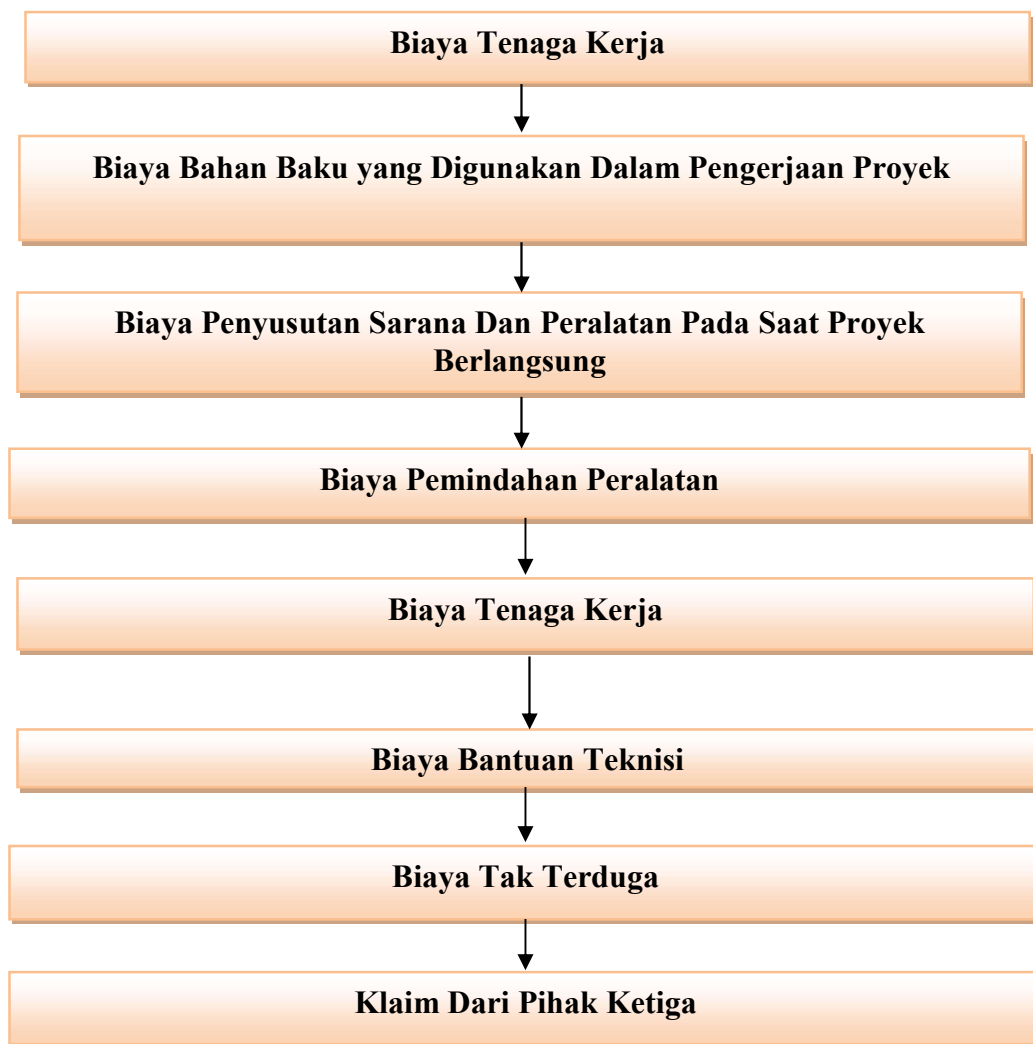 Biaya Tenaga Kerja
Biaya Bahan Baku yang Digunakan Dalam Pengerjaan Proyek
Biaya Penyusutan Sarana Dan Peralatan Pada Saat Proyek
Berlangsung
Biaya Pemindahan Peralatan
Biaya Tenaga Kerja
Biaya Bantuan Teknisi
Biaya Tak Terduga
Klaim Dari Pihak Ketiga